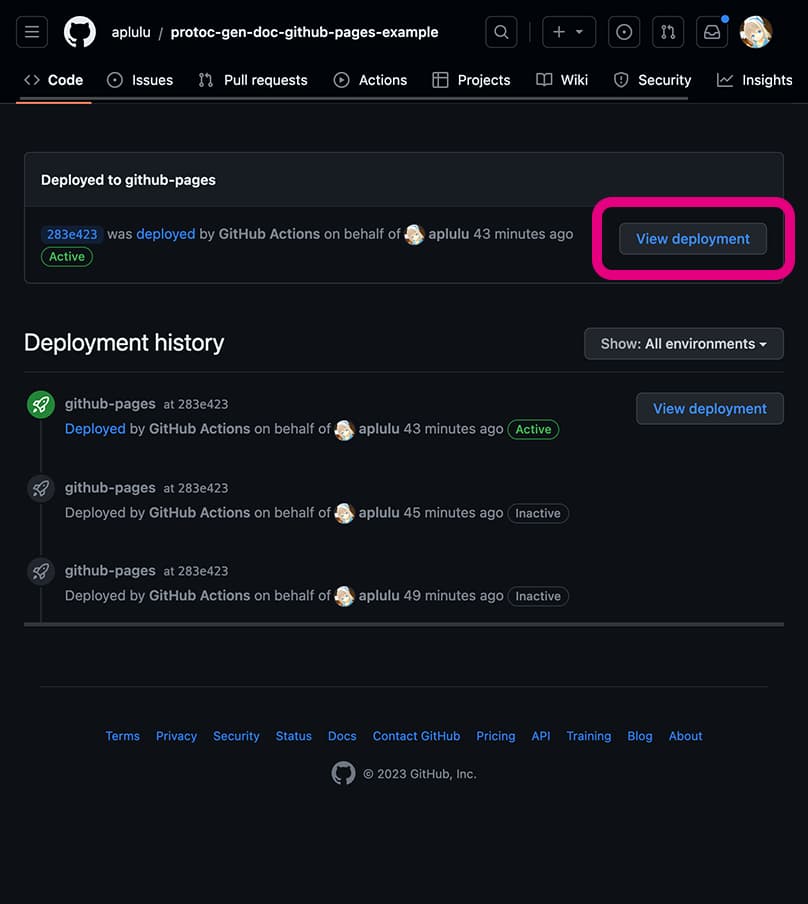 aplulu / protoc-gen-doc-github-pages-example
Code Issues Pull requests Actions Projects Wiki Security Insights
Deployed to github-pages
283e423 was deployed by GitHub Actions on behalf of aplulu 43 minutes ago
Active
View deployment
Deployment history
Show: All environments
github-pages at 283e423
Deployed by GitHub Actions on behalf of aplulu 43 minutes ago Active
View deployment
github-pages at 283e423
Deployed by GitHub Actions on behalf of aplulu 45 minutes ago Inactive
github-pages at 283e423
Deployed by GitHub Actions on behalf of aplulu 49 minutes ago Inactive
Terms Privacy Security Status Docs Contact GitHub Pricing API Training Blog About
© 2023 GitHub, Inc.